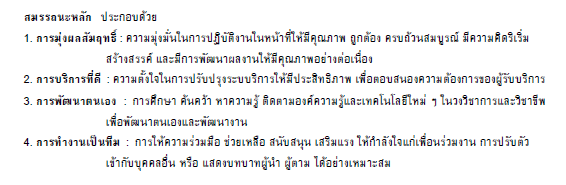 สมรรถนะหลัก ประกอบด้วย
1. การมุ่งผลสัมฤทธิ์ : ความมุ่งมั่นในการปฏิบัติงานในหน้าที่ให้มีคุณภาพ ถูกต้อง ครบถ้วนสมบูรณ์ มีความคิดริเริ่ม
สร้างสรรค์ และมีการพัฒนาผลงานให้มีคุณภาพอย่างต่อเนื่อง
2. การบริการที่ดี : ความตั้งใจในการปรับปรุงระบบบริการให้มีประสิทธิภาพ เพื่อตอบสนองความต้องการของผู้รับบริการ
3. การพัฒนาตนเอง : การศึกษา ค้นคว้า หาความรู้ ติดตามองค์ความรู้และเทคโนโลยีใหม่ ๆ ในวงวิชาการและวิชาชีพ
เพื่อพัฒนาตนเองและพัฒนางาน
4. การทำงานเป็นทีม : การให้ความร่วมมือ ช่วยเหลือ สนับสนุน เสริมแรง ให้กำลังใจแก่เพื่อนร่วมงาน การปรับตัว
เข้ากับบุคคลอื่น หรือ แสดงบทบาทผู้นำ ผู้ตาม ได้อย่างเหมาะสม